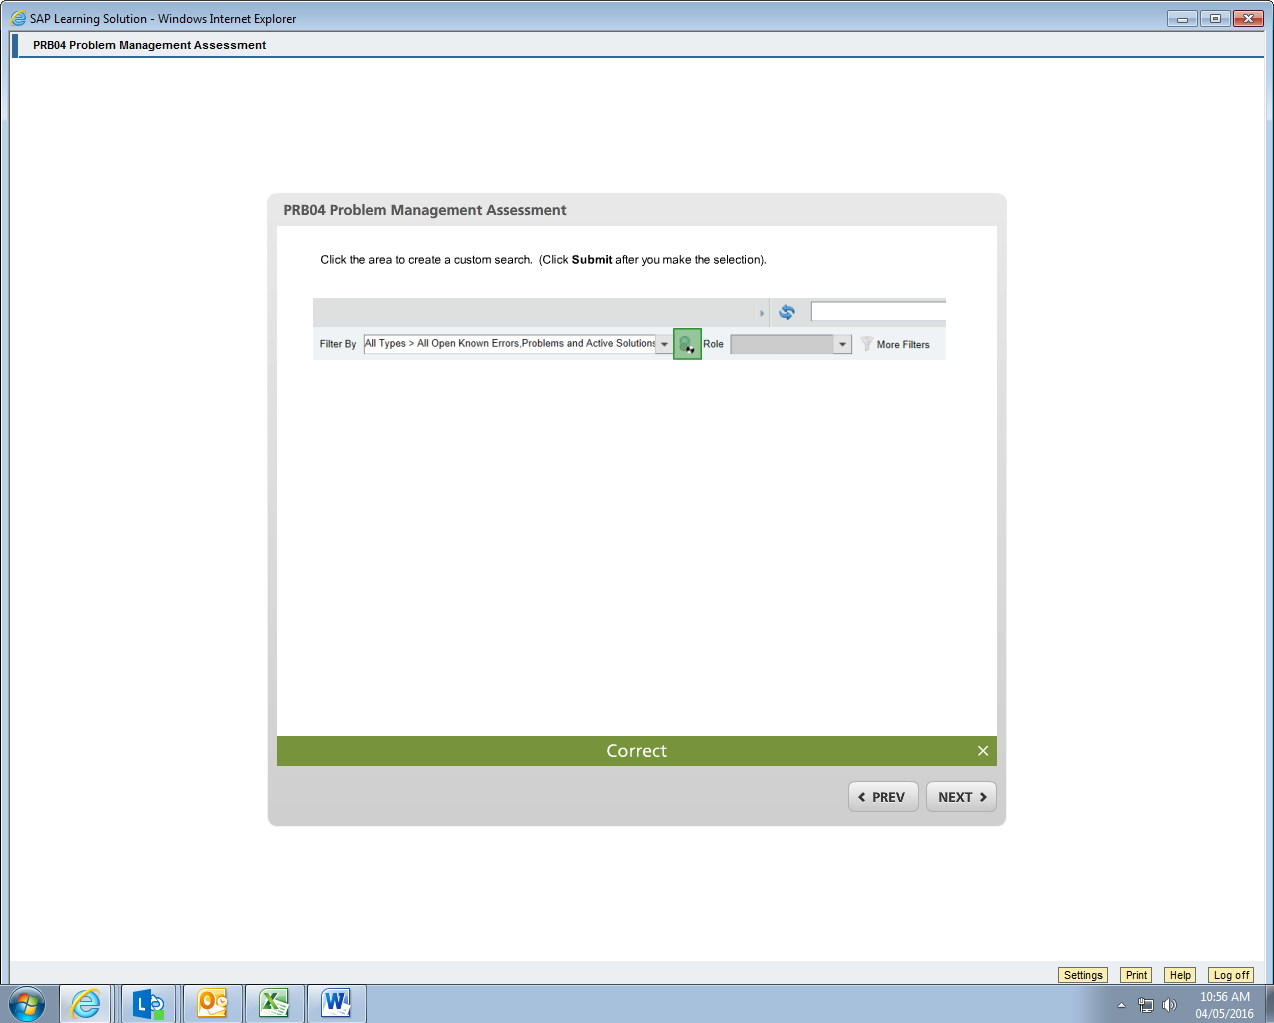 SAP Learning Solution - Windows Internet Explorer
PRB04 Problem Management Assessment
PRB04 Problem Management Assessment
Click the area to create a custom search.  (Click Submit after you make the selection).
Filter By All Types > All Open Known Errors,Problems and Active Solutions Role More Filters
Correct
PREV NEXT
Settings Print Help Log off
10:56 AM
04/05/2016